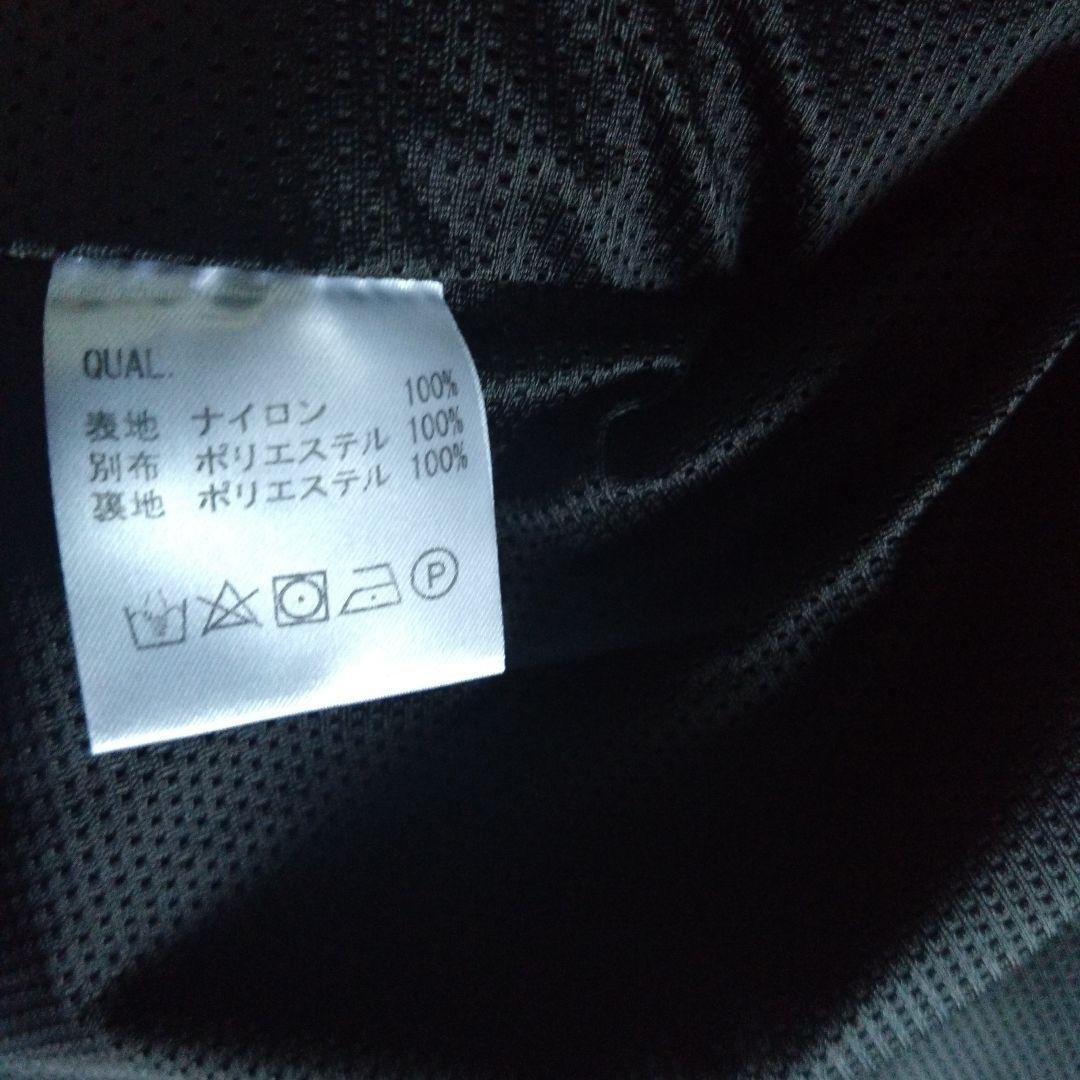 QUAL.
表地 ナイロン 100%
別布 ポリエステル 100%
裏地 ポリエステル 100%
P